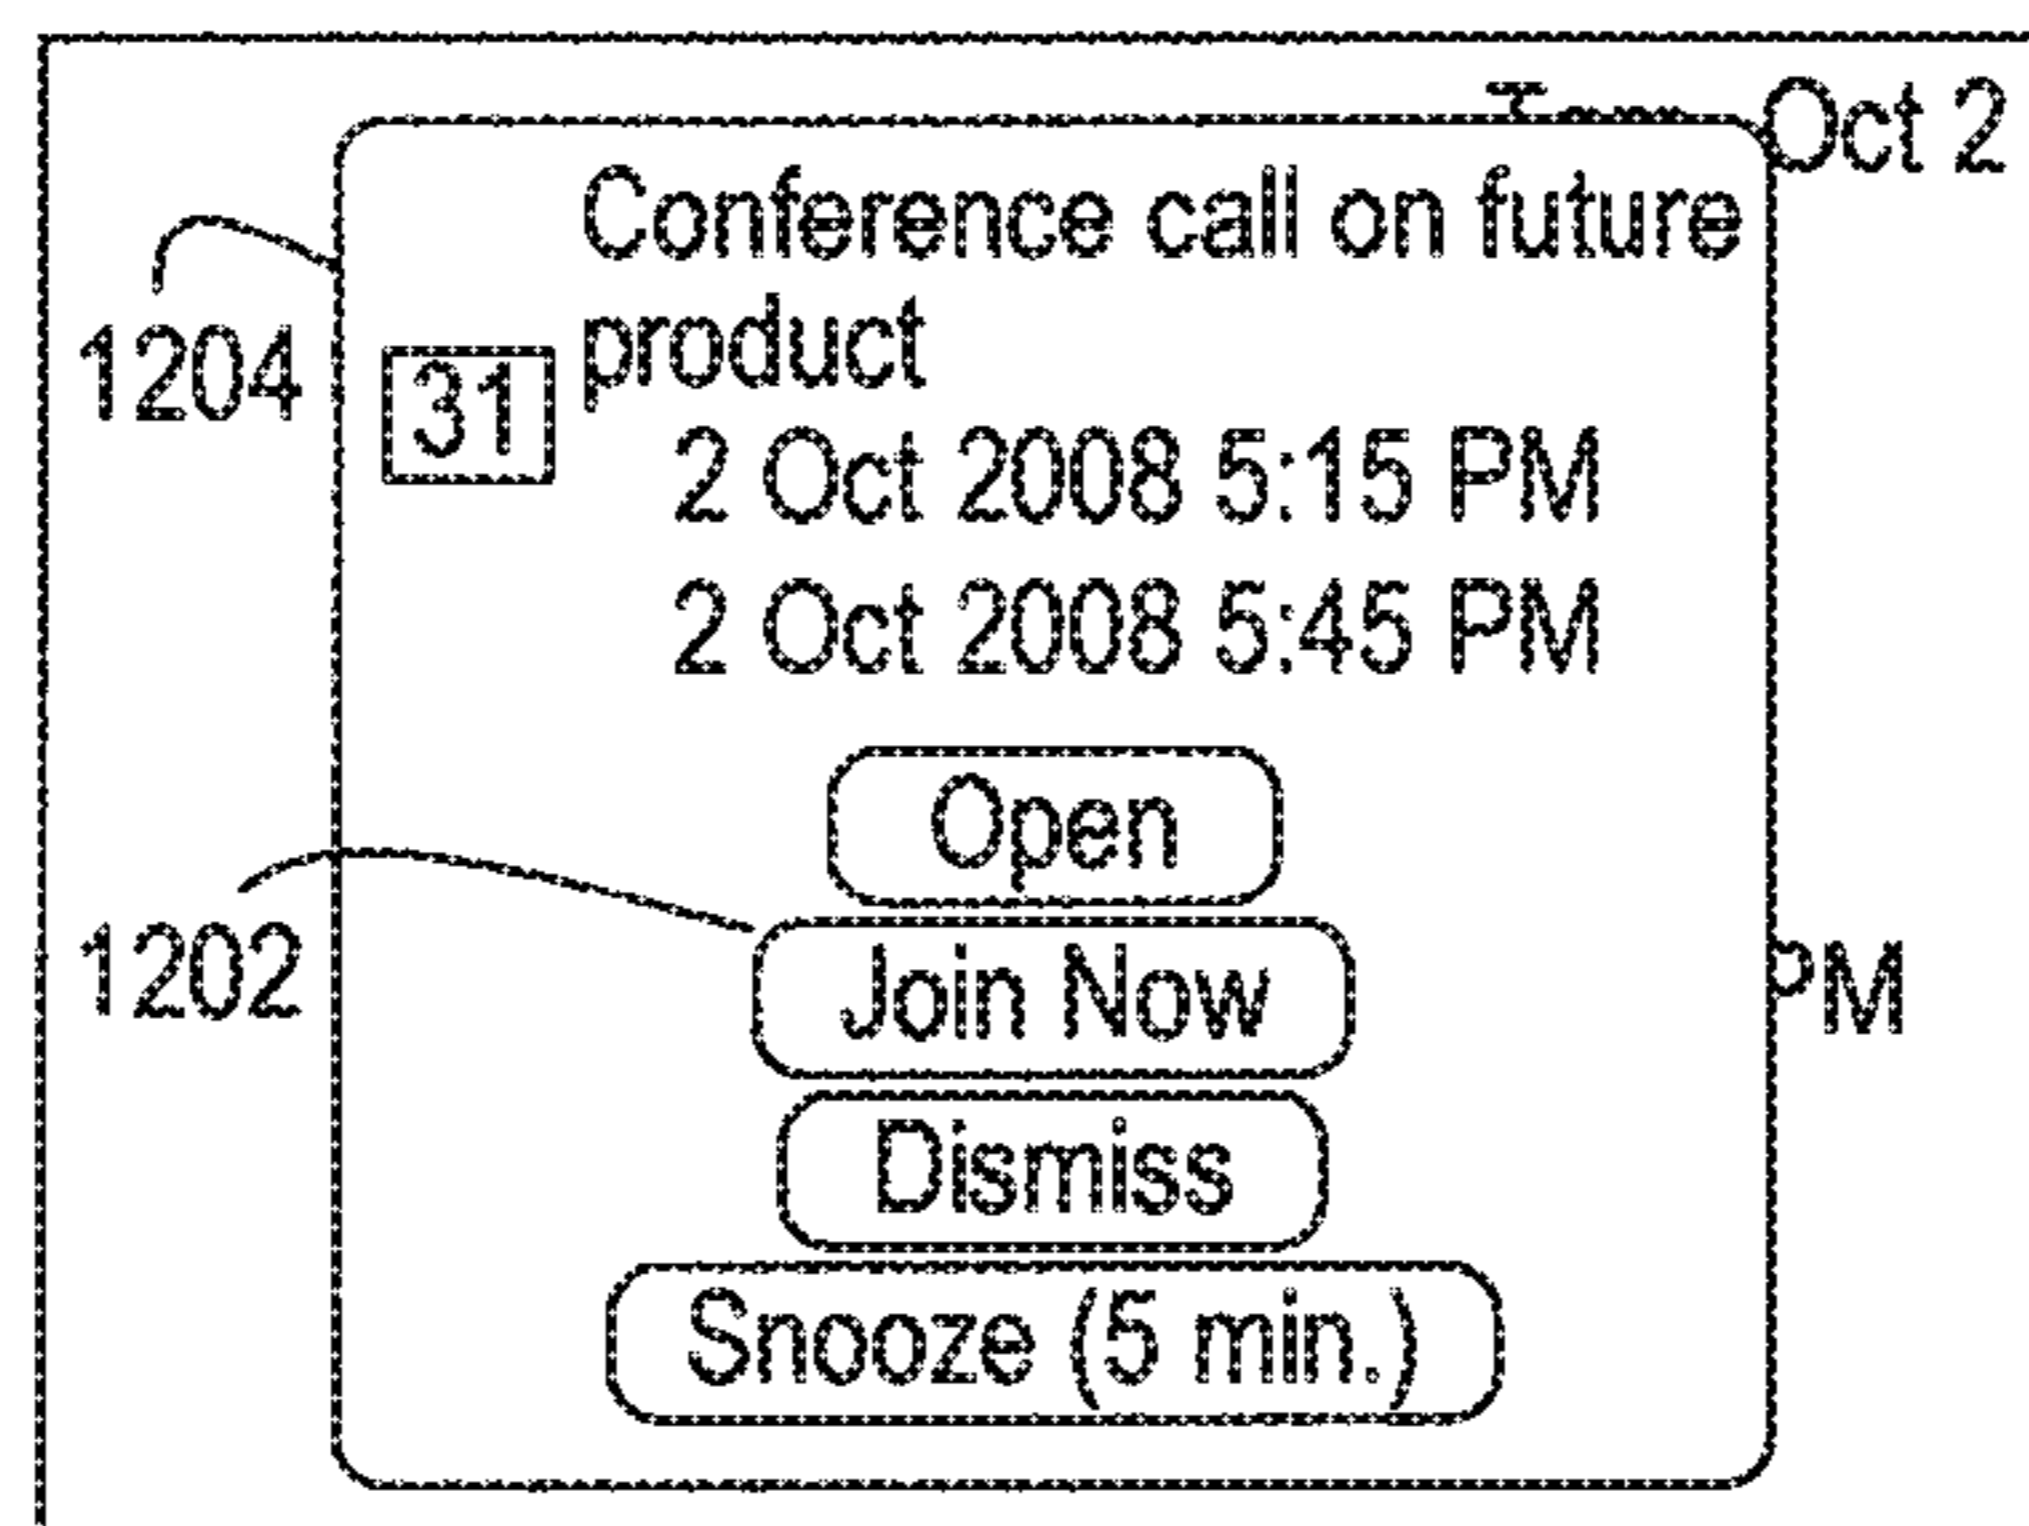 Oct 2
Conference call on future
product
1204
31
2 Oct 2008 5:15 PM
2 Oct 2008 5:45 PM
Open
1202
Join Now
PM
Dismiss
Snooze (5 min.)